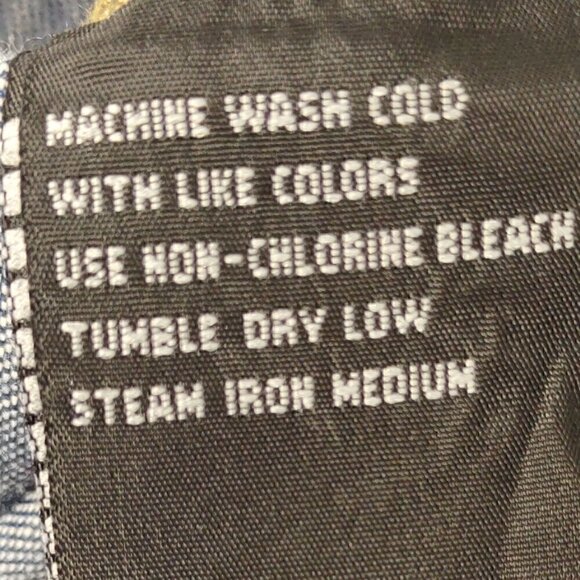 MACHINE WASH COLD
WITH LIKE COLORS
USE NON-CHLORINE BLEACH
TUMBLE DRY LOW
STEAM IRON MEDIUM